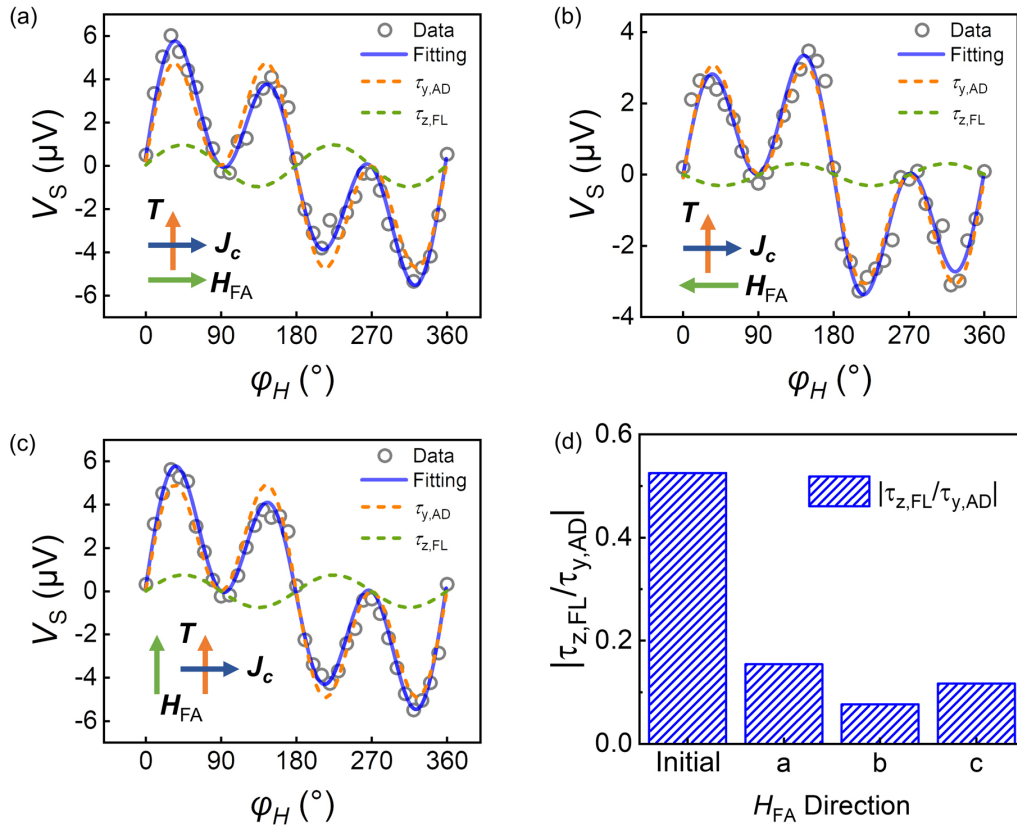 (a)
6
4
2
0
-2
-4
-6
V_S (μV)
Data
Fitting
τ_y,AD
τ_z,FL
T
J_c
H_FA
0 90 180 270 360
φ_H (°)
(b)
4
2
0
-2
-4
V_S (μV)
Data
Fitting
τ_y,AD
τ_z,FL
T
J_c
H_FA
0 90 180 270 360
φ_H (°)
(c)
6
4
2
0
-2
-4
-6
V_S (μV)
Data
Fitting
τ_y,AD
τ_z,FL
T
J_c
H_FA
0 90 180 270 360
φ_H (°)
(d)
0.6
0.4
0.2
0.0
|τ_z,FL/τ_y,AD|
|τ_z,FL/τ_y,AD|
Initial a b c
H_FA Direction